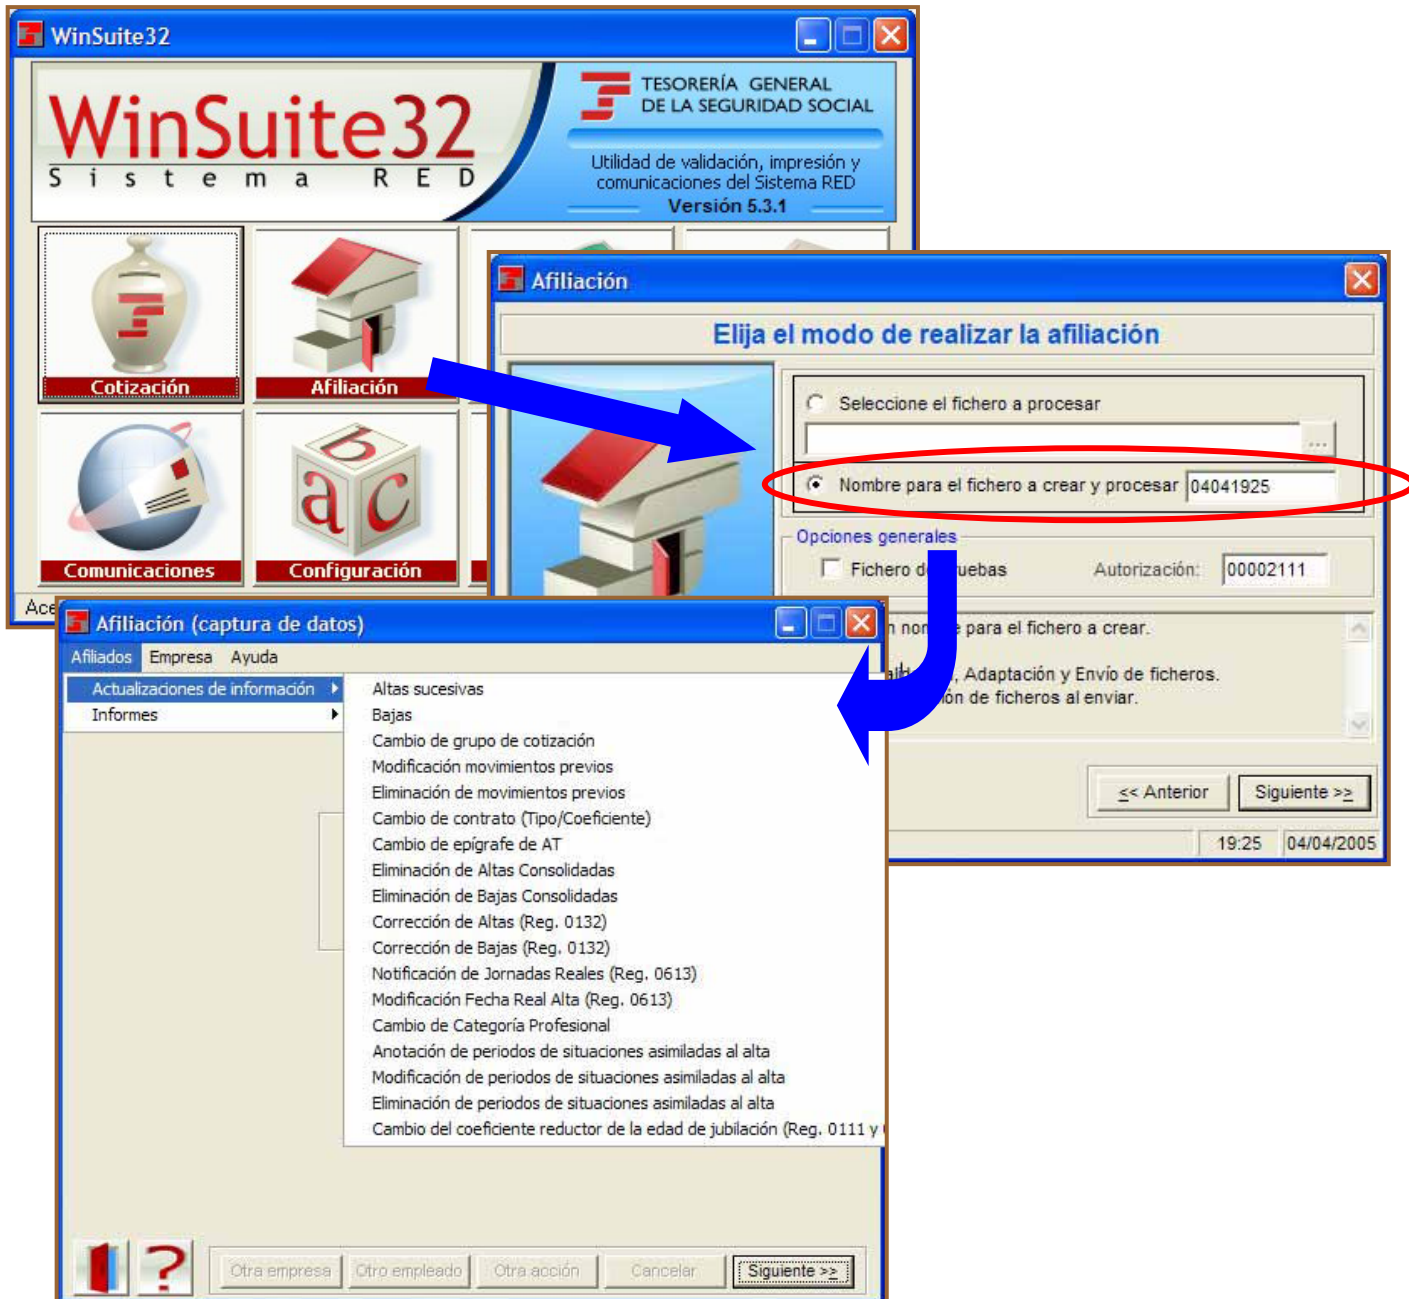 WinSuite32
WinSuite32
Sistema RED
TESORERÍA GENERAL
DE LA SEGURIDAD SOCIAL
Utilidad de validación, impresión y
comunicaciones del Sistema RED
Versión 5.3.1
Cotización
Afiliación
Comunicaciones
Configuración
Afiliación
Elija el modo de realizar la afiliación
Seleccione el fichero a procesar
...
Nombre para el fichero a crear y procesar 04041925
Opciones generales
Fichero de pruebas
Autorización: 00002111
para el fichero a crear.
, Adaptación y Envío de ficheros.
de ficheros al enviar.
<< Anterior
Siguiente >>
19:25 04/04/2005
Afiliación (captura de datos)
Afiliados Empresa Ayuda
Actualizaciones de información
Informes
Altas sucesivas
Bajas
Cambio de grupo de cotización
Modificación movimientos previos
Eliminación de movimientos previos
Cambio de contrato (Tipo/Coeficiente)
Cambio de epígrafe de AT
Eliminación de Altas Consolidadas
Eliminación de Bajas Consolidadas
Corrección de Altas (Reg. 0132)
Corrección de Bajas (Reg. 0132)
Notificación de Jornadas Reales (Reg. 0613)
Modificación Fecha Real Alta (Reg. 0613)
Cambio de Categoría Profesional
Anotación de periodos de situaciones asimiladas al alta
Modificación de periodos de situaciones asimiladas al alta
Eliminación de periodos de situaciones asimiladas al alta
Cambio del coeficiente reductor de la edad de jubilación (Reg. 0111 y
Otra empresa
Otro empleado
Otra acción
Cancelar
Siguiente >>